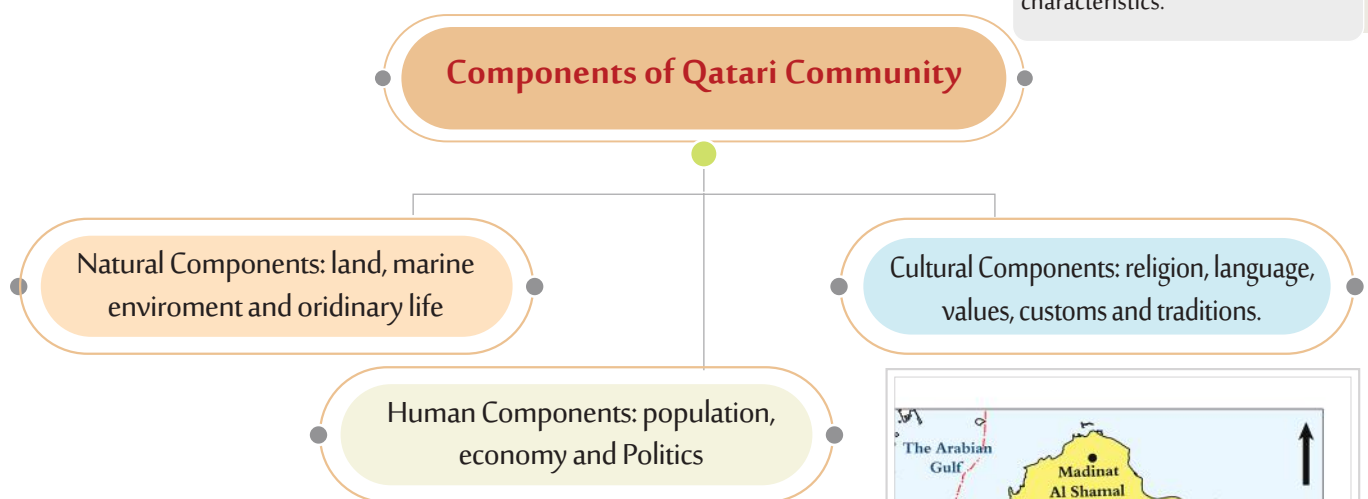 characteristics.
Components of Qatari Community
Natural Components: land, marine
enviroment and oridinary life
Cultural Components: religion, language,
values, customs and traditions.
Human Components: population,
economy and Politics
The Arabian
Gulf
Madinat
Al Shamal